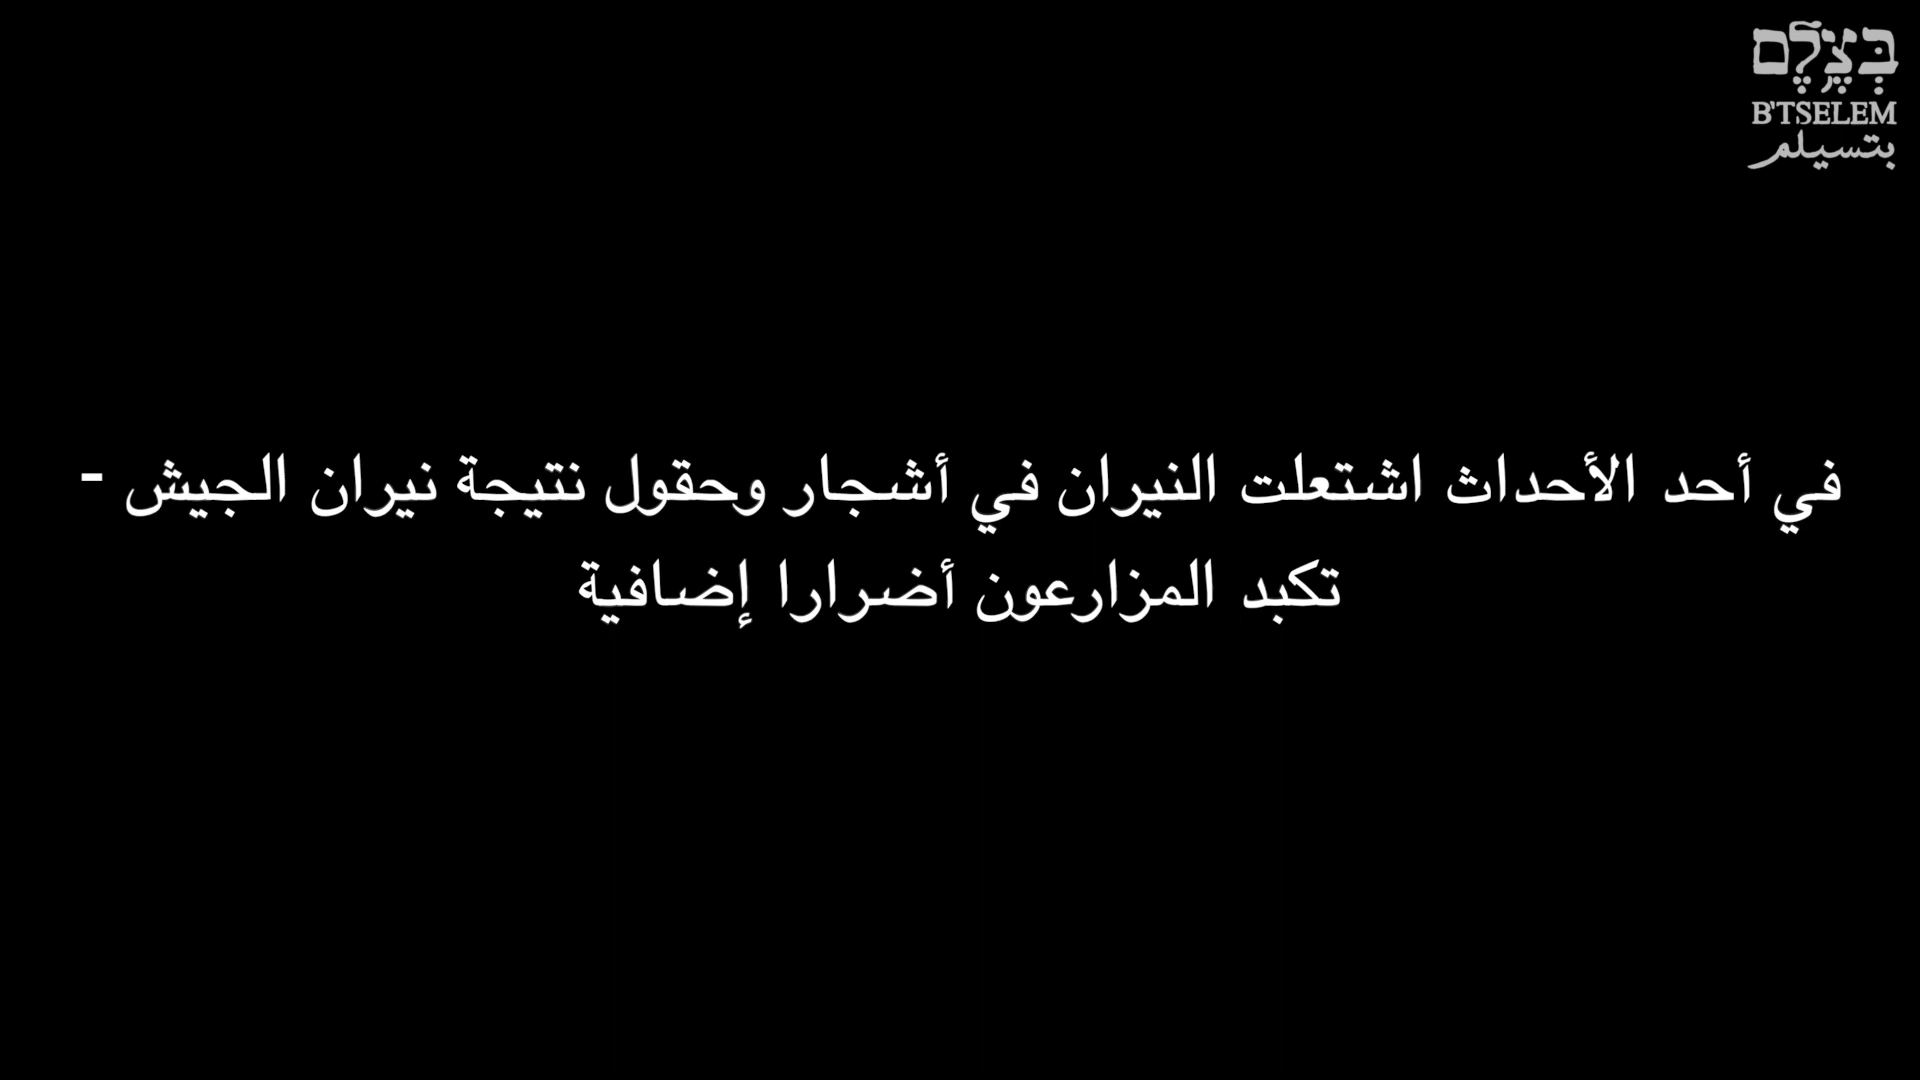 בְּצֶלֶם
B'TSELEM
بتسيلم
في أحد الأحداث اشتعلت النيران في أشجار وحقول نتيجة نيران الجيش -
تكبد المزارعون أضرارا إضافية